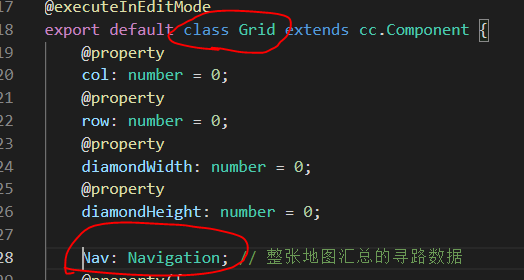 17 @executeInEditMode
18 export default class Grid extends cc.Component {
19 @property
20 col: number = 0;
21 @property
22 row: number = 0;
23 @property
24 diamondWidth: number = 0;
25 @property
26 diamondHeight: number = 0;
27
28 Nav: Navigation; // 整张地图汇总的寻路数据